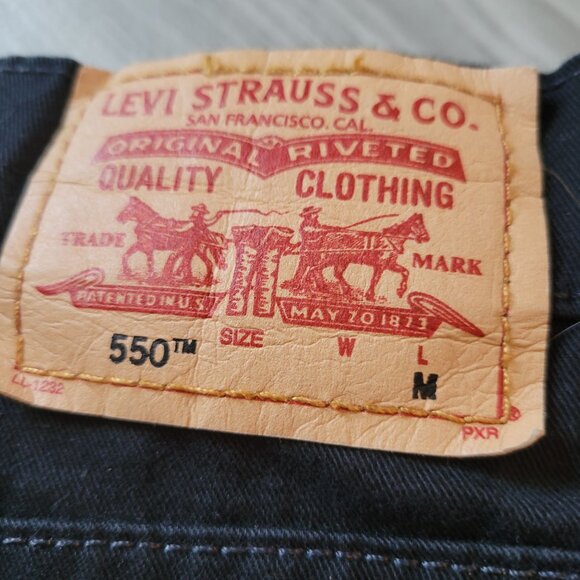 LEVI STRAUSS & CO.
SAN FRANCISCO. CAL.
ORIGINAL RIVETED
QUALITY CLOTHING
TRADE MARK
PATENTED IN U.S. MAY 20 1873
550™ SIZE W L
M
LL-1232
PXR ®